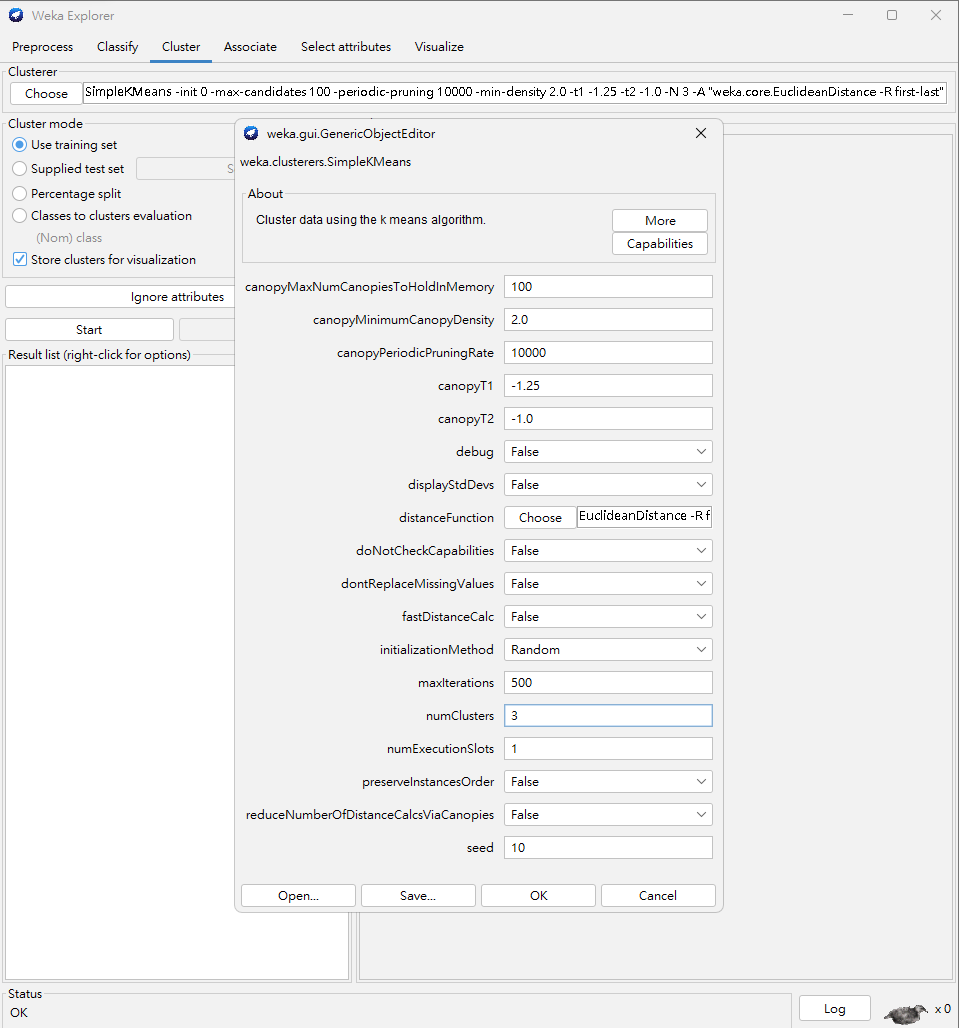 Weka Explorer
Preprocess Classify Cluster Associate Select attributes Visualize
Clusterer
Choose SimpleKMeans -init 0 -max-candidates 100 -periodic-pruning 10000 -min-density 2.0 -t1 -1.25 -t2 -1.0 -N 3 -A "weka.core.EuclideanDistance -R first-last"
Cluster mode
Use training set
Supplied test set S
Percentage split
Classes to clusters evaluation
(Nom) class
Store clusters for visualization
Ignore attributes
Start
Result list (right-click for options)
weka.gui.GenericObjectEditor
weka.clusterers.SimpleKMeans
About
Cluster data using the k means algorithm.
More
Capabilities
canopyMaxNumCanopiesToHoldInMemory 100
canopyMinimumCanopyDensity 2.0
canopyPeriodicPruningRate 10000
canopyT1 -1.25
canopyT2 -1.0
debug False
displayStdDevs False
distanceFunction Choose EuclideanDistance -R f
doNotCheckCapabilities False
dontReplaceMissingValues False
fastDistanceCalc False
initializationMethod Random
maxIterations 500
numClusters 3
numExecutionSlots 1
preserveInstancesOrder False
reduceNumberOfDistanceCalcsViaCanopies False
seed 10
Open... Save... OK Cancel
Status
OK
Log x 0